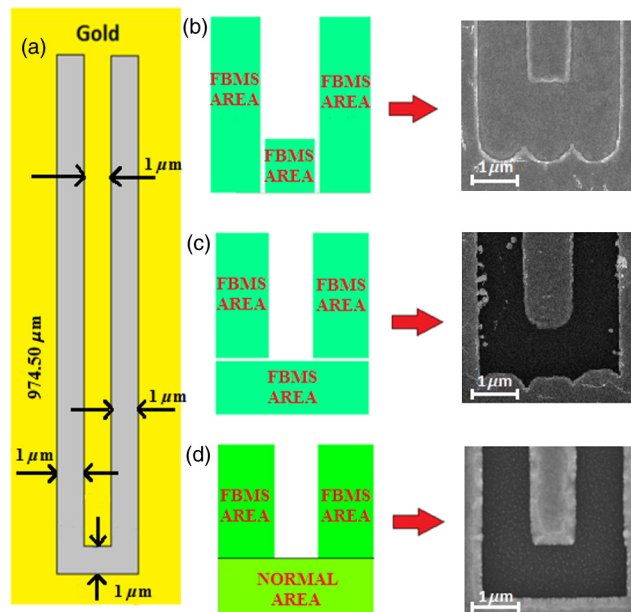 (a)
Gold
1 µm
974.50 µm
1 µm
1 µm
1 µm
(b)
FBMS
AREA
FBMS
AREA
FBMS
AREA
1 µm
(c)
FBMS
AREA
FBMS
AREA
FBMS
AREA
1 µm
(d)
FBMS
AREA
FBMS
AREA
NORMAL
AREA
1 µm